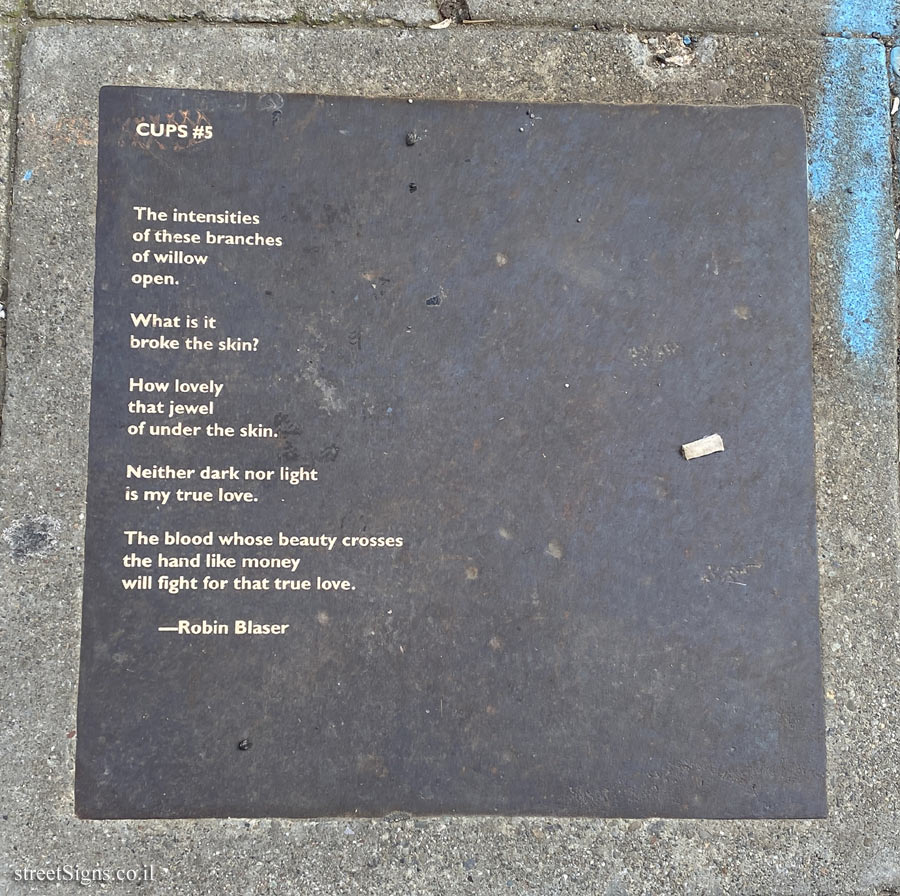 CUPS #5
The intensities
of these branches
of willow
open.
What is it
broke the skin?
How lovely
that jewel
of under the skin.
Neither dark nor light
is my true love.
The blood whose beauty crosses
the hand like money
will fight for that true love.
—Robin Blaser
streetSigns.co.il